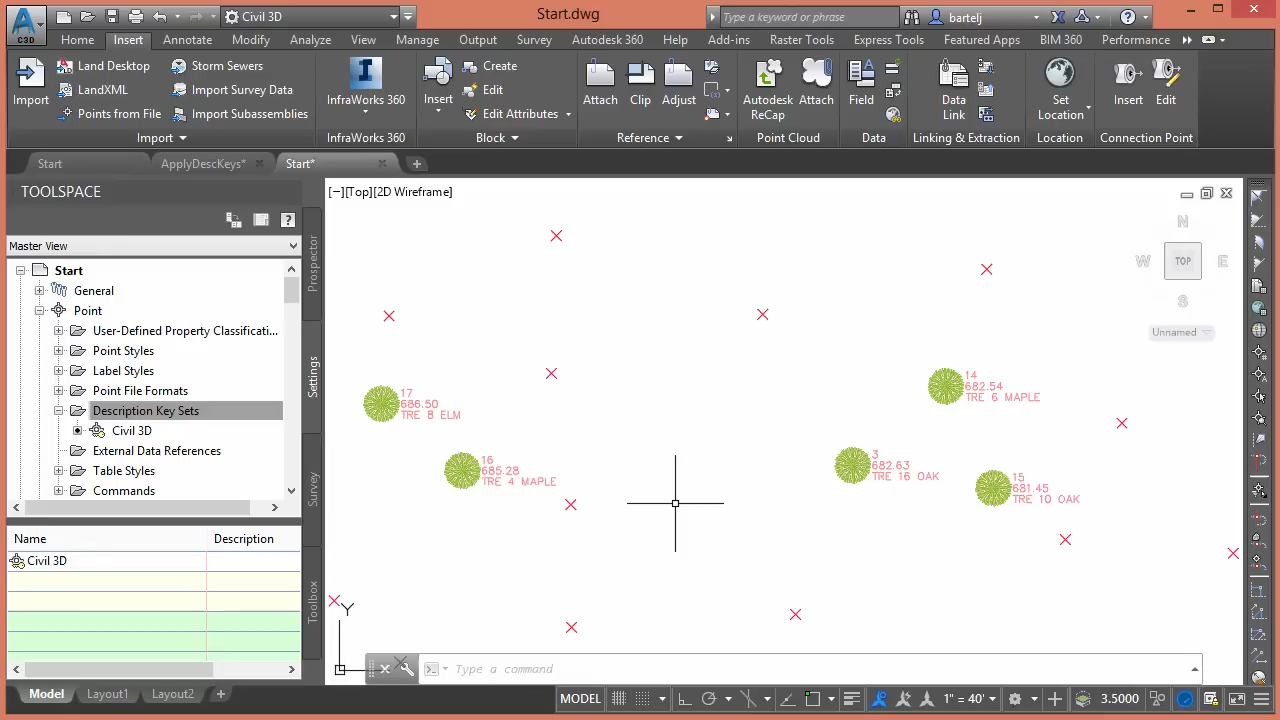 Civil 3D
Start.dwg
Type a keyword or phrase
bartelj
C3D
Home
Insert
Annotate
Modify
Analyze
View
Manage
Output
Survey
Autodesk 360
Help
Add-ins
Raster Tools
Express Tools
Featured Apps
BIM 360
Performance
Import
Land Desktop
LandXML
Points from File
Storm Sewers
Import Survey Data
Import Subassemblies
Import
InfraWorks 360
InfraWorks 360
Insert
Create
Edit
Edit Attributes
Block
Attach
Clip
Adjust
Reference
Autodesk
ReCap
Attach
Point Cloud
Field
Data
Data
Link
Linking & Extraction
Set
Location
Location
Insert
Edit
Connection Point
Start
ApplyDescKeys*
Start*
TOOLSPACE
Master View
Start
General
Point
User-Defined Property Classificati...
Point Styles
Label Styles
Point File Formats
Description Key Sets
Civil 3D
External Data References
Table Styles
Commands
Name
Description
Civil 3D
Prospector
Settings
Survey
Toolbox
[−][Top][2D Wireframe]
N
W
TOP
E
S
Unnamed
17
686.50
TRE 8 ELM
16
685.28
TRE 4 MAPLE
14
682.54
TRE 6 MAPLE
3
682.63
TRE 16 OAK
15
681.45
TRE 10 OAK
Y
Type a command
Model
Layout1
Layout2
MODEL
1" = 40'
3.5000